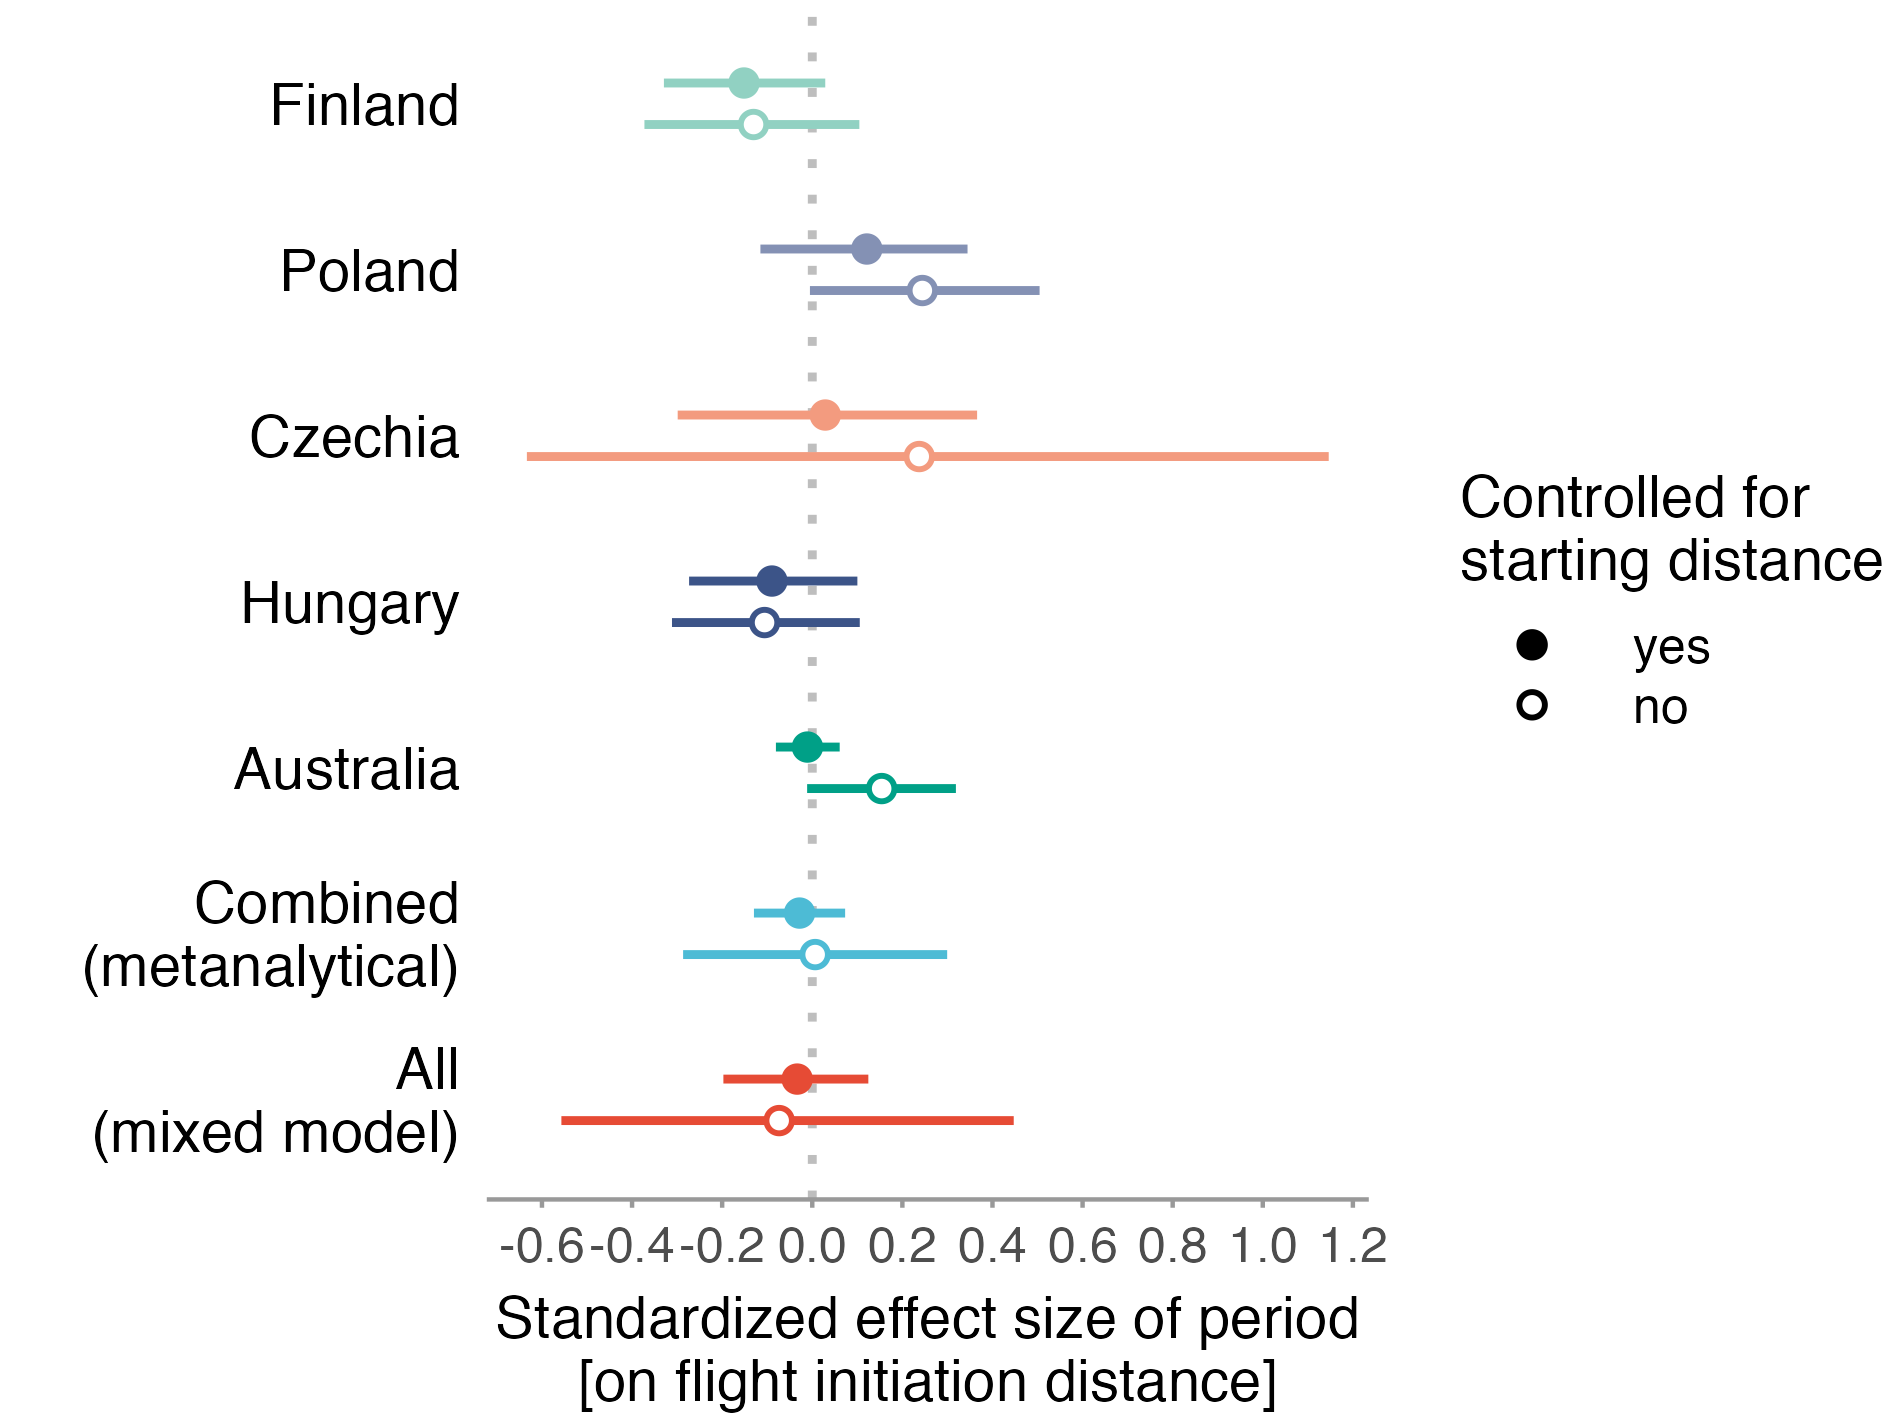 Finland
Poland
Czechia
Hungary
Australia
Combined
(metanalytical)
All
(mixed model)
Controlled for
starting distance
yes
no
-0.6 -0.4 -0.2 0.0 0.2 0.4 0.6 0.8 1.0 1.2
Standardized effect size of period
[on flight initiation distance]